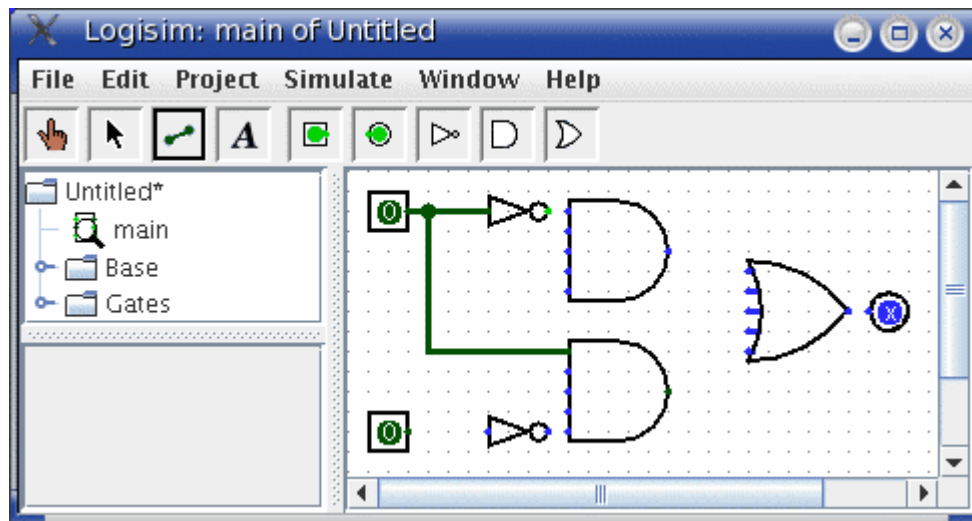 Logisim: main of Untitled
File Edit Project Simulate Window Help
A
Untitled*
main
Base
Gates
0
x
0